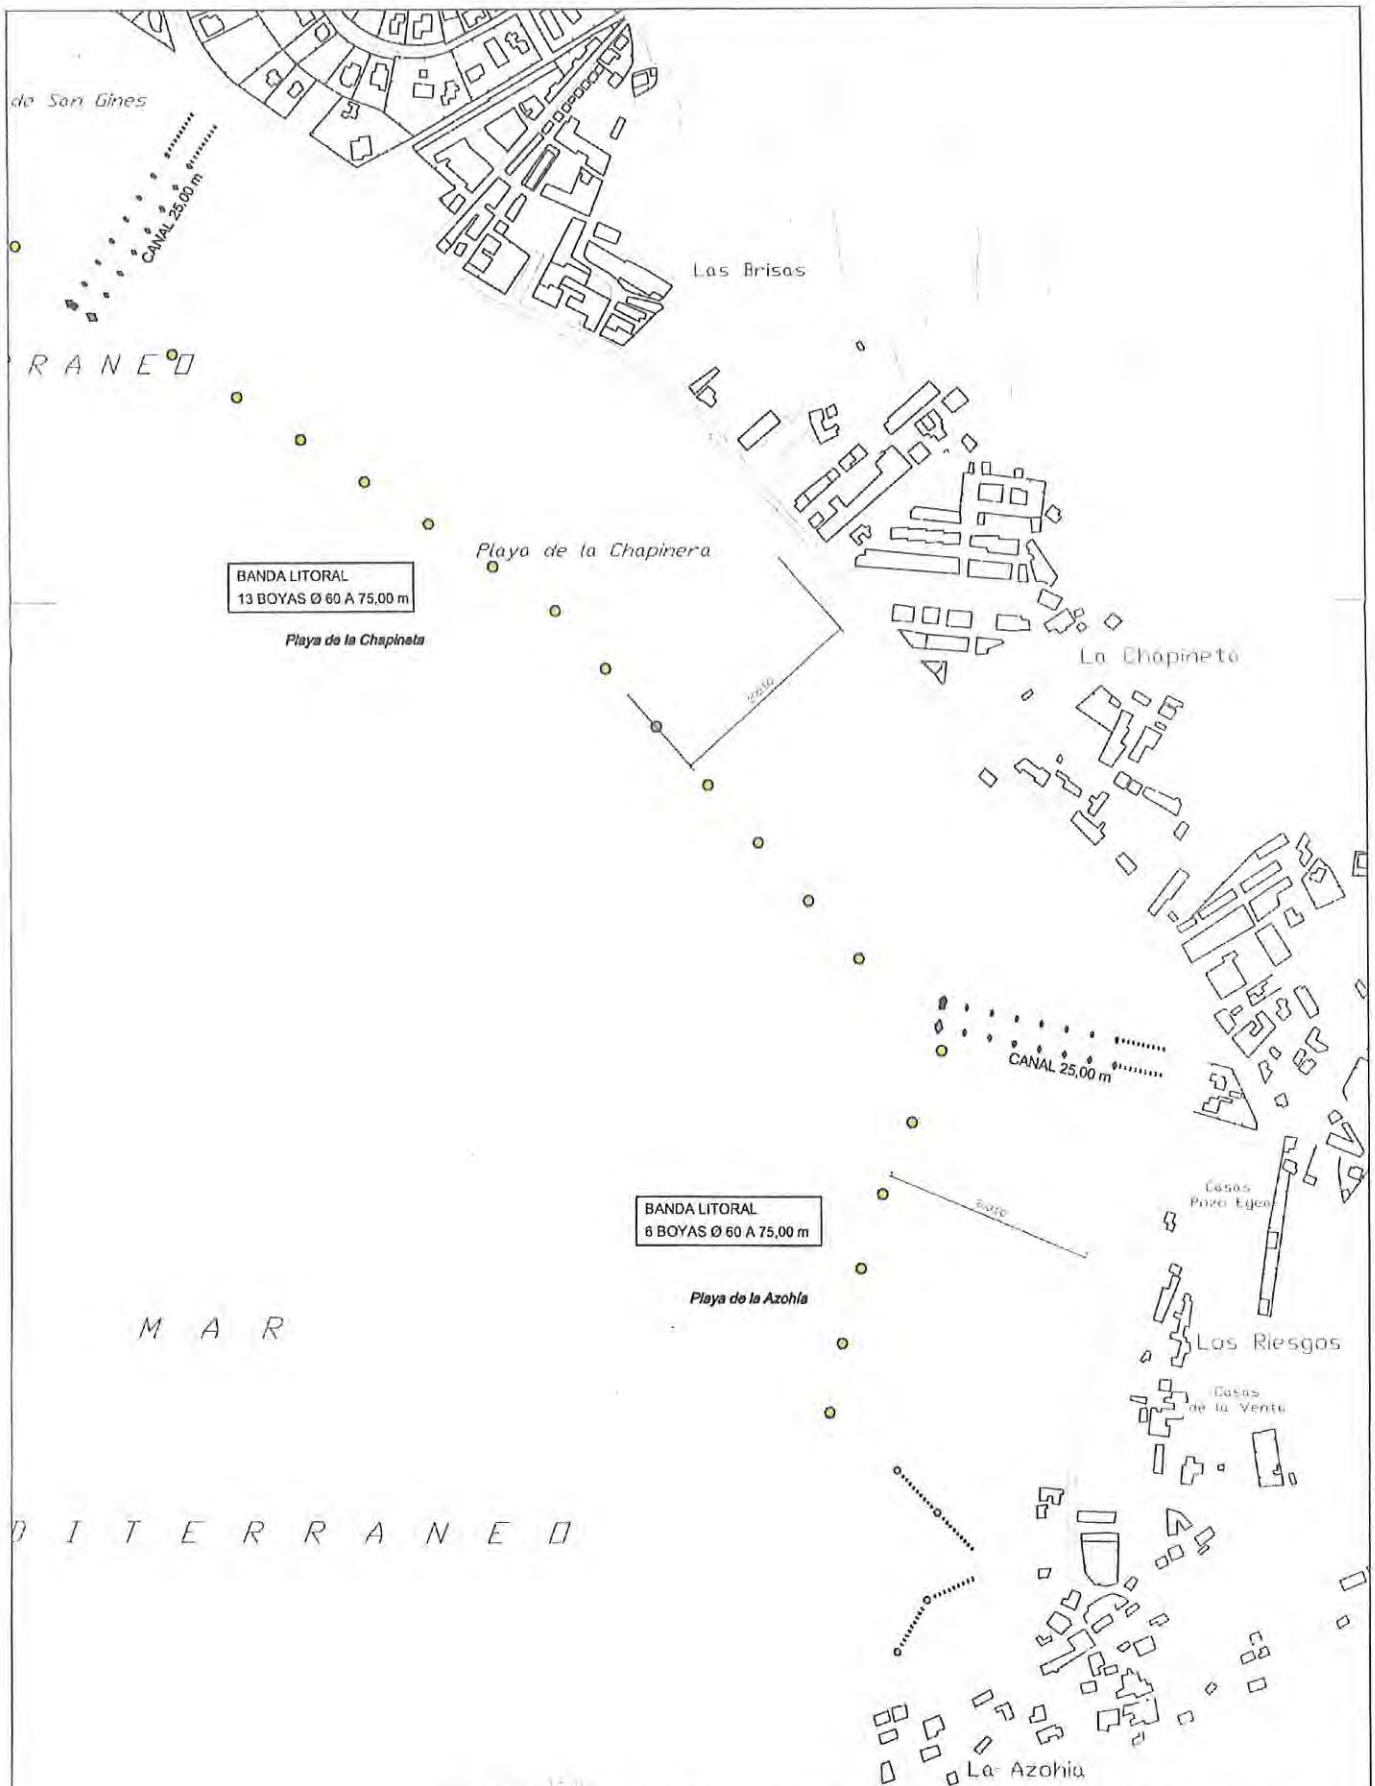 de San Gines
CANAL 25,00 m
Las Brisas
RANEO
Playa de la Chapinera
BANDA LITORAL
13 BOYAS Ø 60 A 75,00 m
Playa de la Chapineta
La Chapineta
CANAL 25,00 m
Casas
Pozo Egea
BANDA LITORAL
6 BOYAS Ø 60 A 75,00 m
Playa de la Azohía
MAR
Los Riesgos
Casas
de la Venta
DITERRANEO
La Azohia